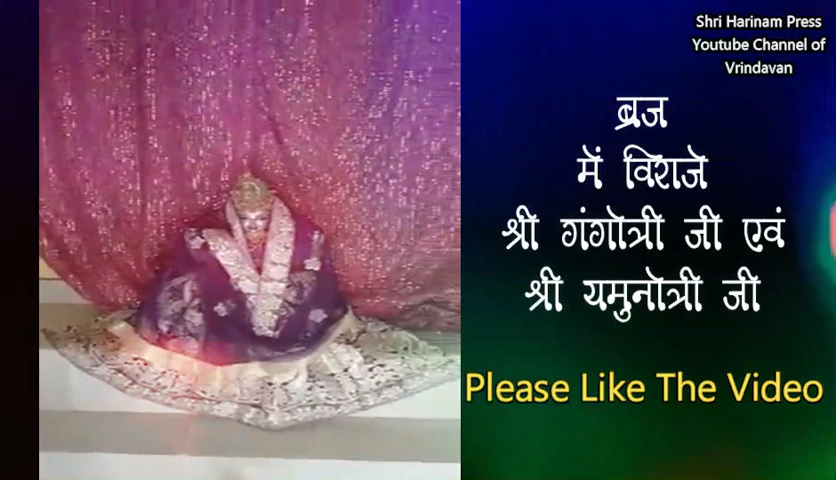 Shri Harinam Press
Youtube Channel of
Vrindavan
ब्रज
में विराजे
श्री गंगोत्री जी एवं
श्री यमुनोत्री जी
Please Like The Video